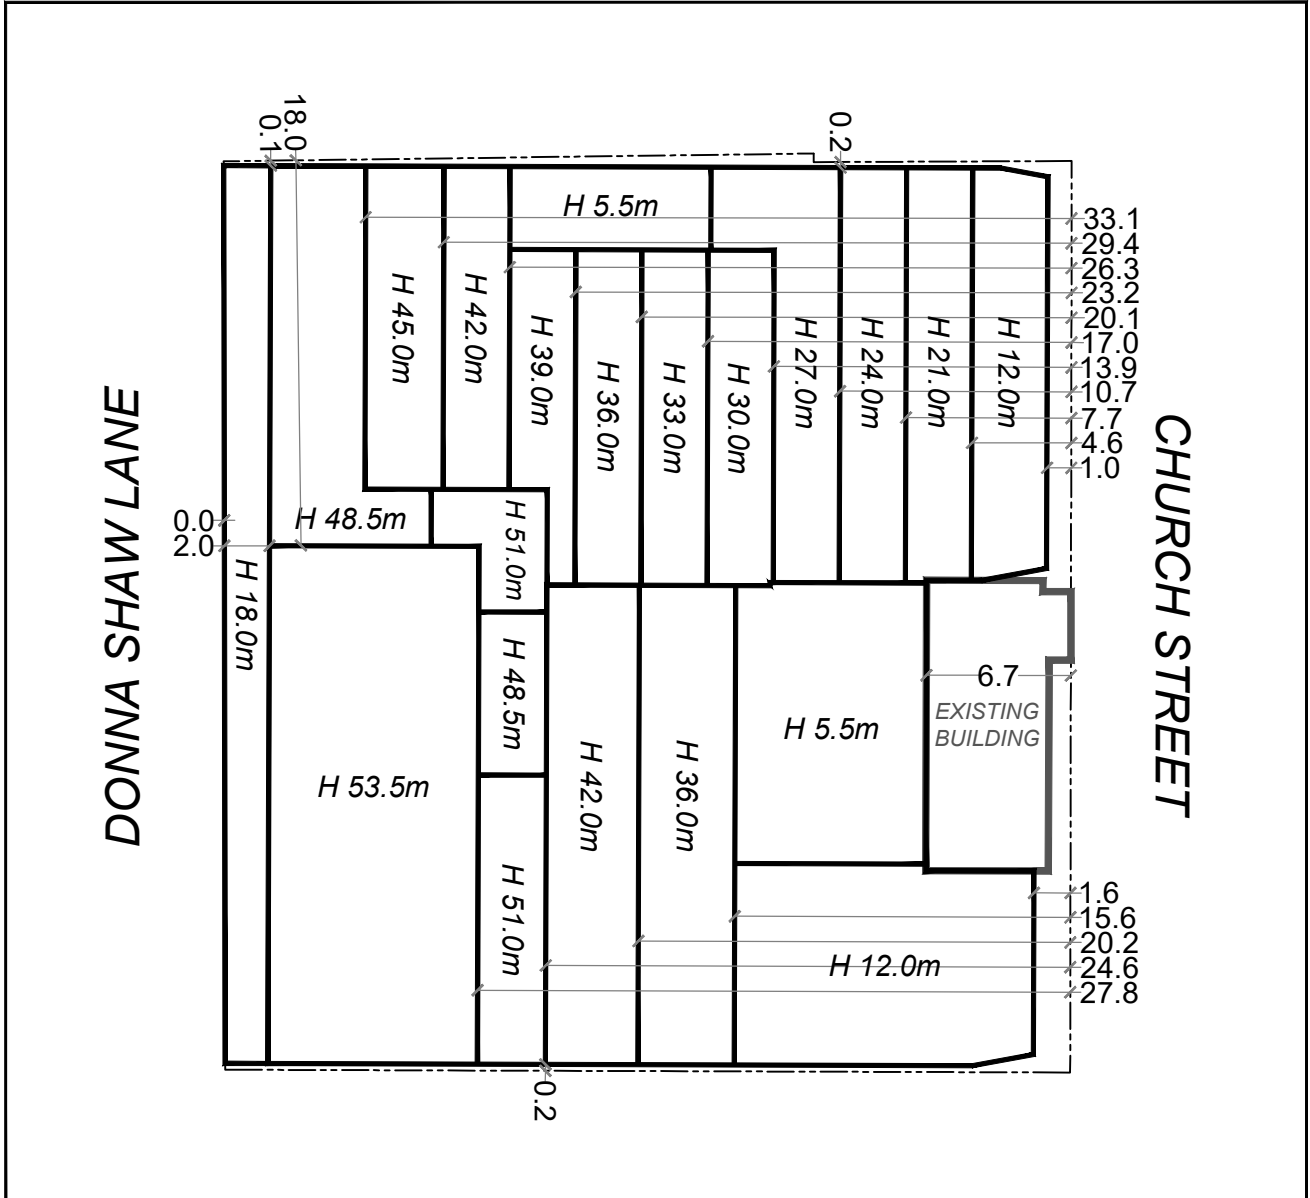 18.0
0.1
0.2
H 5.5m
33.1
29.4
26.3
23.2
20.1
17.0
13.9
10.7
7.7
4.6
1.0
H 45.0m
H 42.0m
H 39.0m
H 36.0m
H 33.0m
H 30.0m
H 27.0m
H 24.0m
H 21.0m
H 12.0m
DONNA SHAW LANE
CHURCH STREET
0.0
2.0
H 48.5m
H 51.0m
H 18.0m
H 48.5m
6.7
EXISTING
BUILDING
H 5.5m
H 53.5m
H 42.0m
H 36.0m
H 51.0m
1.6
15.6
20.2
24.6
27.8
H 12.0m
0.2